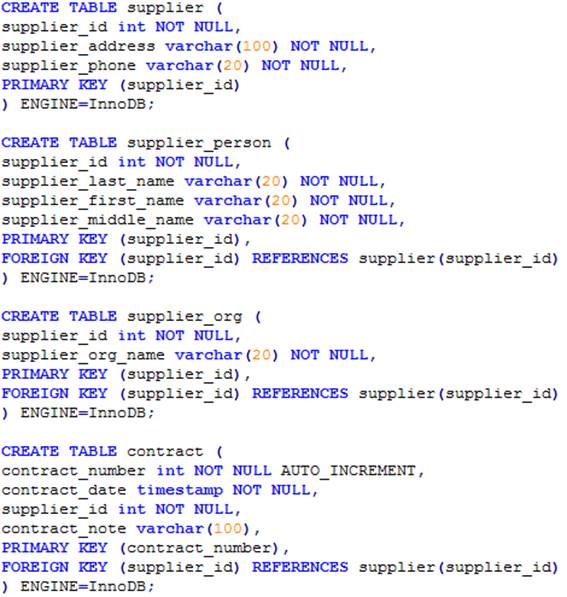 CREATE TABLE supplier (
supplier_id int NOT NULL,
supplier_address varchar(100) NOT NULL,
supplier_phone varchar(20) NOT NULL,
PRIMARY KEY (supplier_id)
) ENGINE=InnoDB;
CREATE TABLE supplier_person (
supplier_id int NOT NULL,
supplier_last_name varchar(20) NOT NULL,
supplier_first_name varchar(20) NOT NULL,
supplier_middle_name varchar(20) NOT NULL,
PRIMARY KEY (supplier_id),
FOREIGN KEY (supplier_id) REFERENCES supplier(supplier_id)
) ENGINE=InnoDB;
CREATE TABLE supplier_org (
supplier_id int NOT NULL,
supplier_org_name varchar(20) NOT NULL,
PRIMARY KEY (supplier_id),
FOREIGN KEY (supplier_id) REFERENCES supplier(supplier_id)
) ENGINE=InnoDB;
CREATE TABLE contract (
contract_number int NOT NULL AUTO_INCREMENT,
contract_date timestamp NOT NULL,
supplier_id int NOT NULL,
contract_note varchar(100),
PRIMARY KEY (contract_number),
FOREIGN KEY (supplier_id) REFERENCES supplier(supplier_id)
) ENGINE=InnoDB;